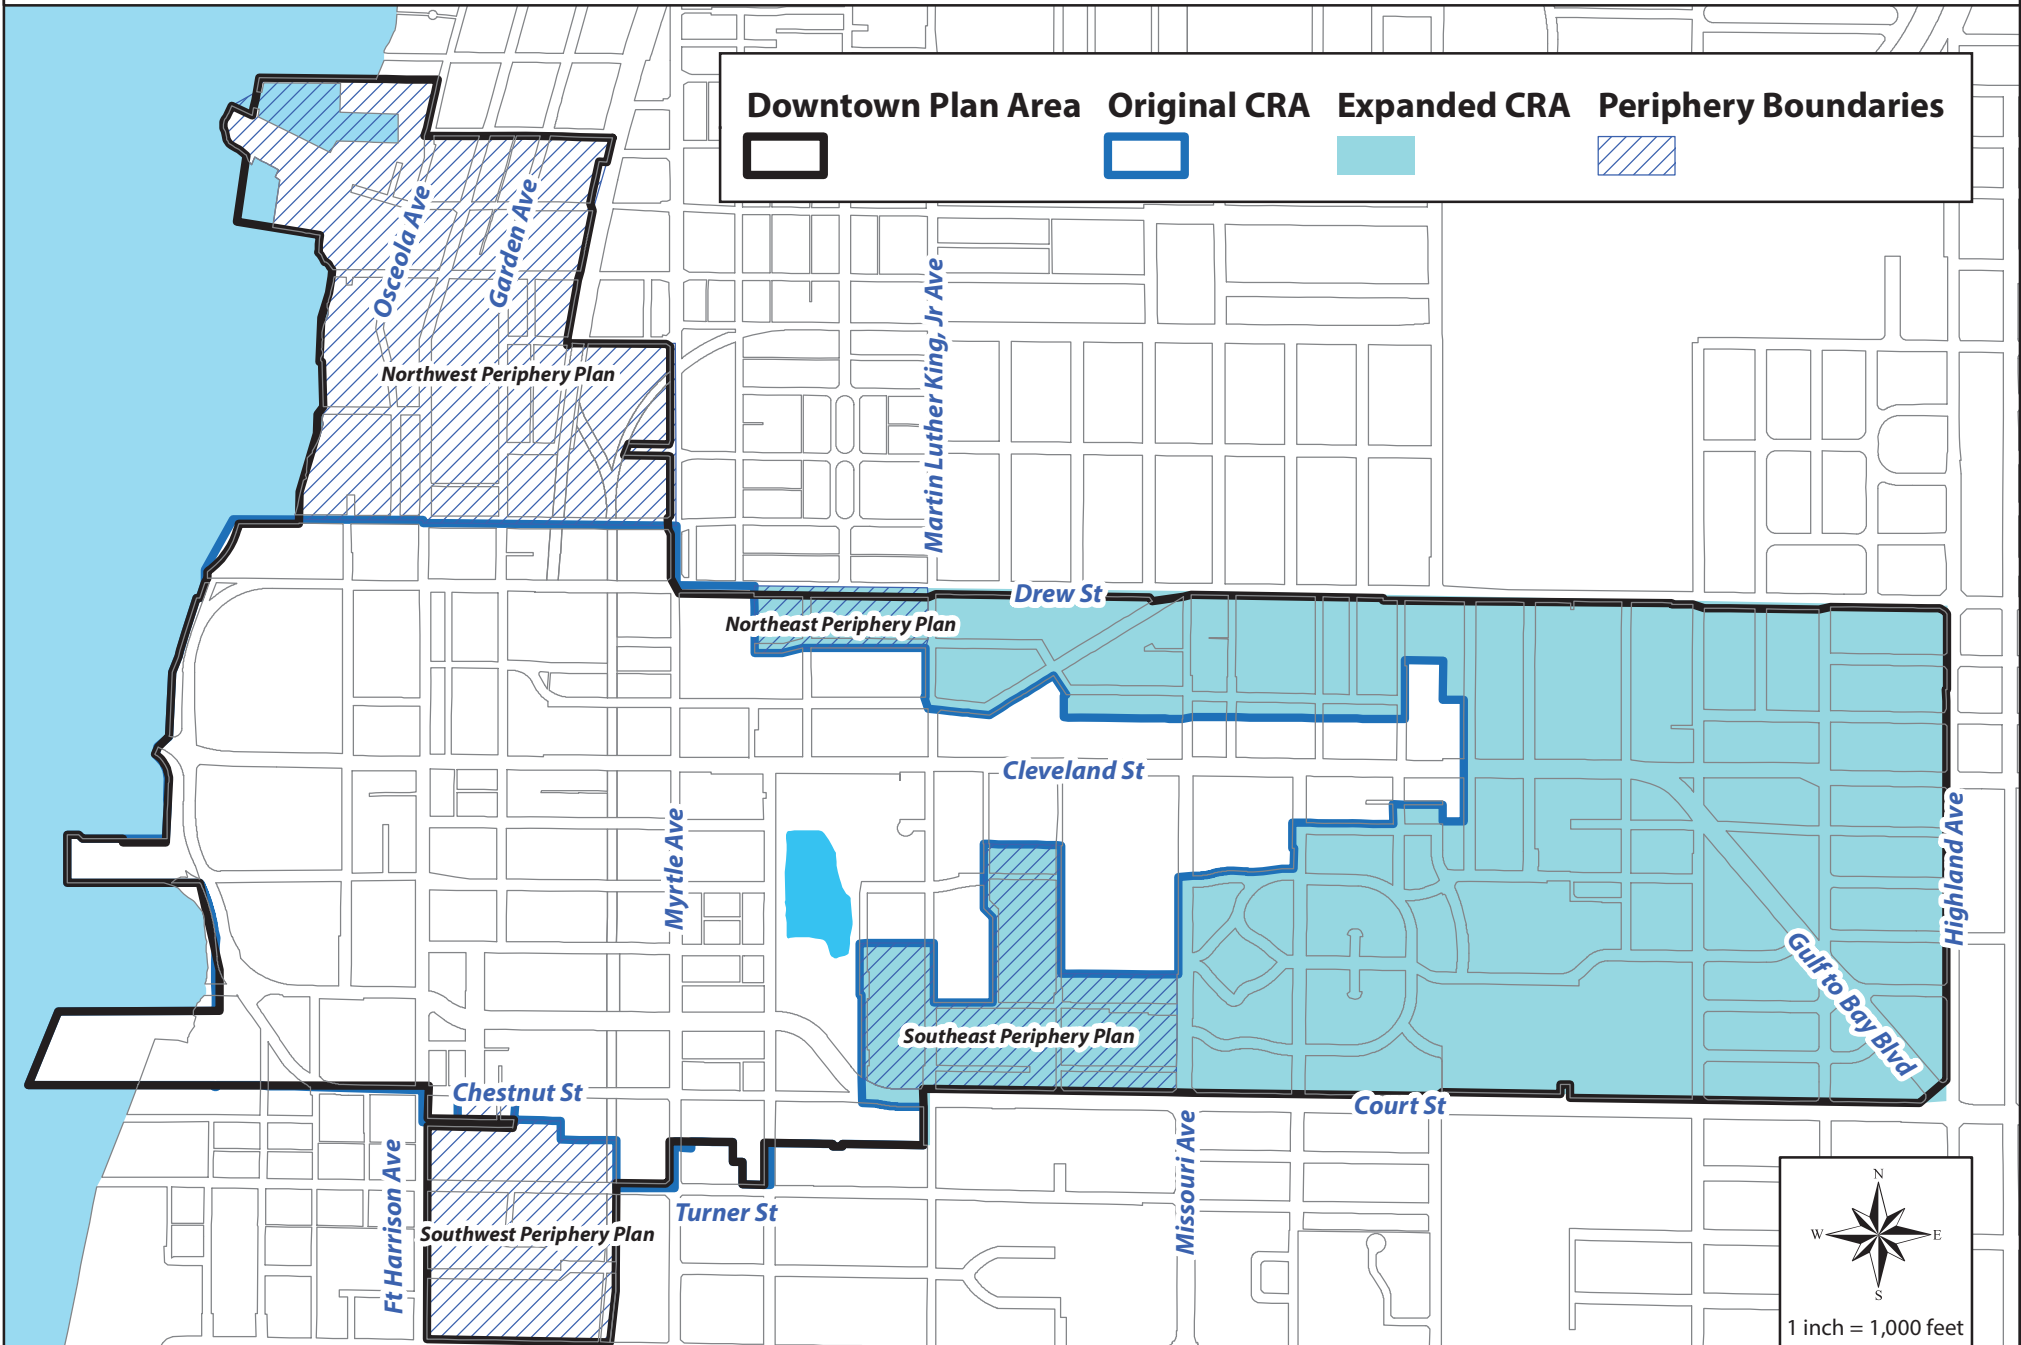 Downtown Plan Area
Original CRA
Expanded CRA
Periphery Boundaries
Osceola Ave
Garden Ave
Northwest Periphery Plan
Martin Luther King, Jr Ave
Drew St
Northeast Periphery Plan
Cleveland St
Myrtle Ave
Highland Ave
Gulf to Bay Blvd
Southeast Periphery Plan
Chestnut St
Court St
Ft Harrison Ave
Missouri Ave
Turner St
Southwest Periphery Plan
N
W
E
S
1 inch = 1,000 feet